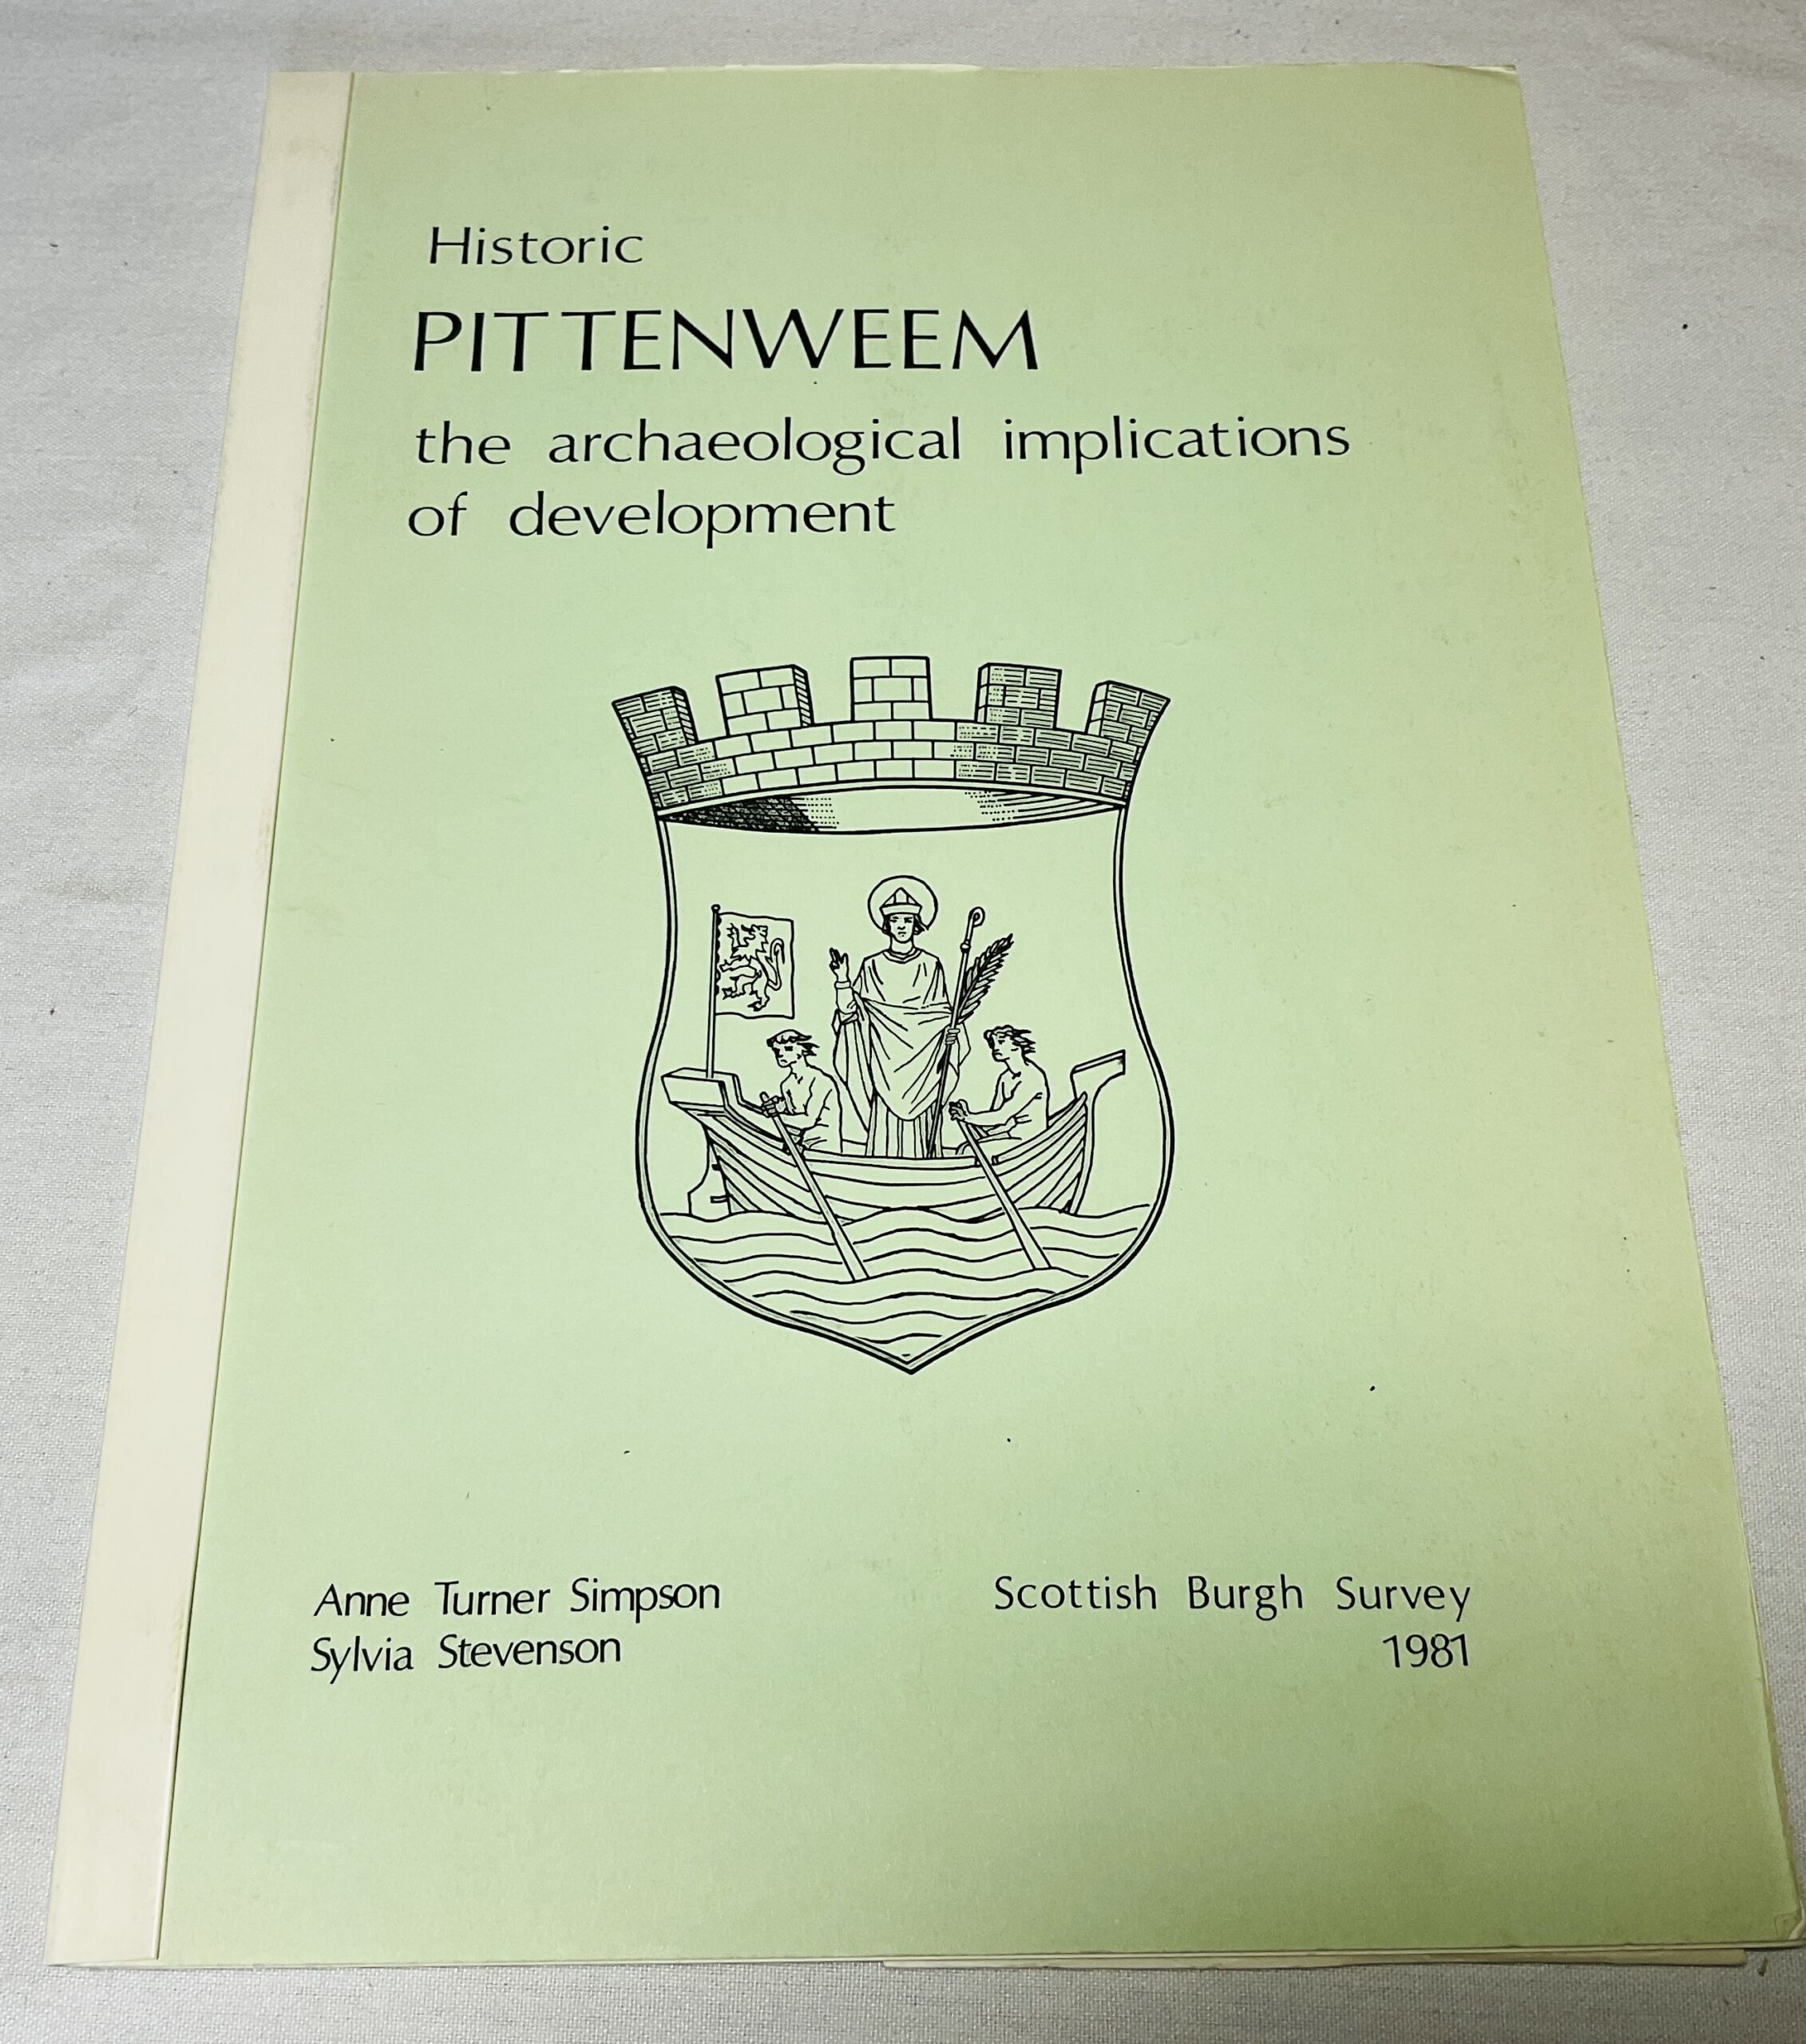 Historic
PITTENWEEM
the archaeological implications
of development
Anne Turner Simpson
Sylvia Stevenson
Scottish Burgh Survey
1981